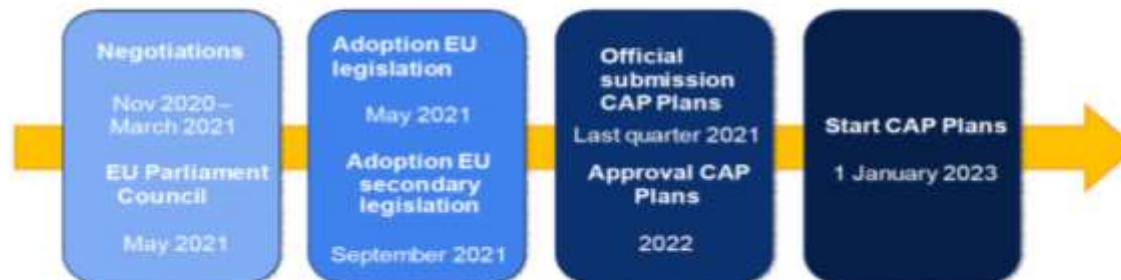 Negotiations
Nov 2020 –
March 2021
EU Parliament
Council
May 2021
Adoption EU
legislation
May 2021
Adoption EU
secondary
legislation
September 2021
Official
submission
CAP Plans
Last quarter 2021
Approval CAP
Plans
2022
Start CAP Plans
1 January 2023